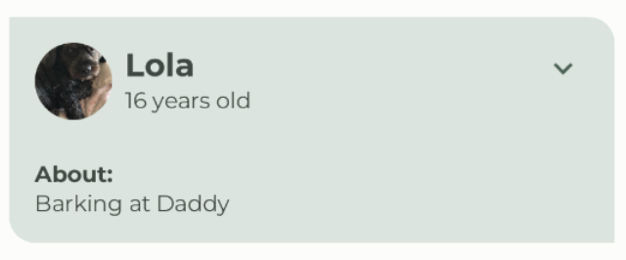 Lola
16 years old
About:
Barking at Daddy